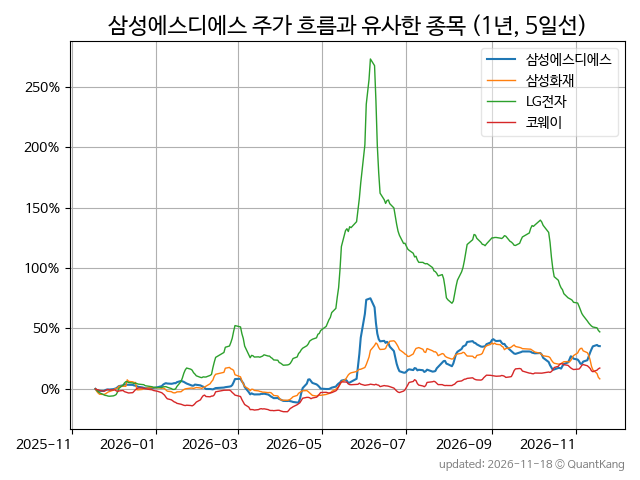 삼성에스디에스 주가 흐름과 유사한 종목 (1년, 5일선)
삼성에스디에스
삼성화재
LG전자
코웨이
250%
200%
150%
100%
50%
0%
2025-11
2026-01
2026-03
2026-05
2026-07
2026-09
2026-11
updated: 2026-11-18 © QuantKang